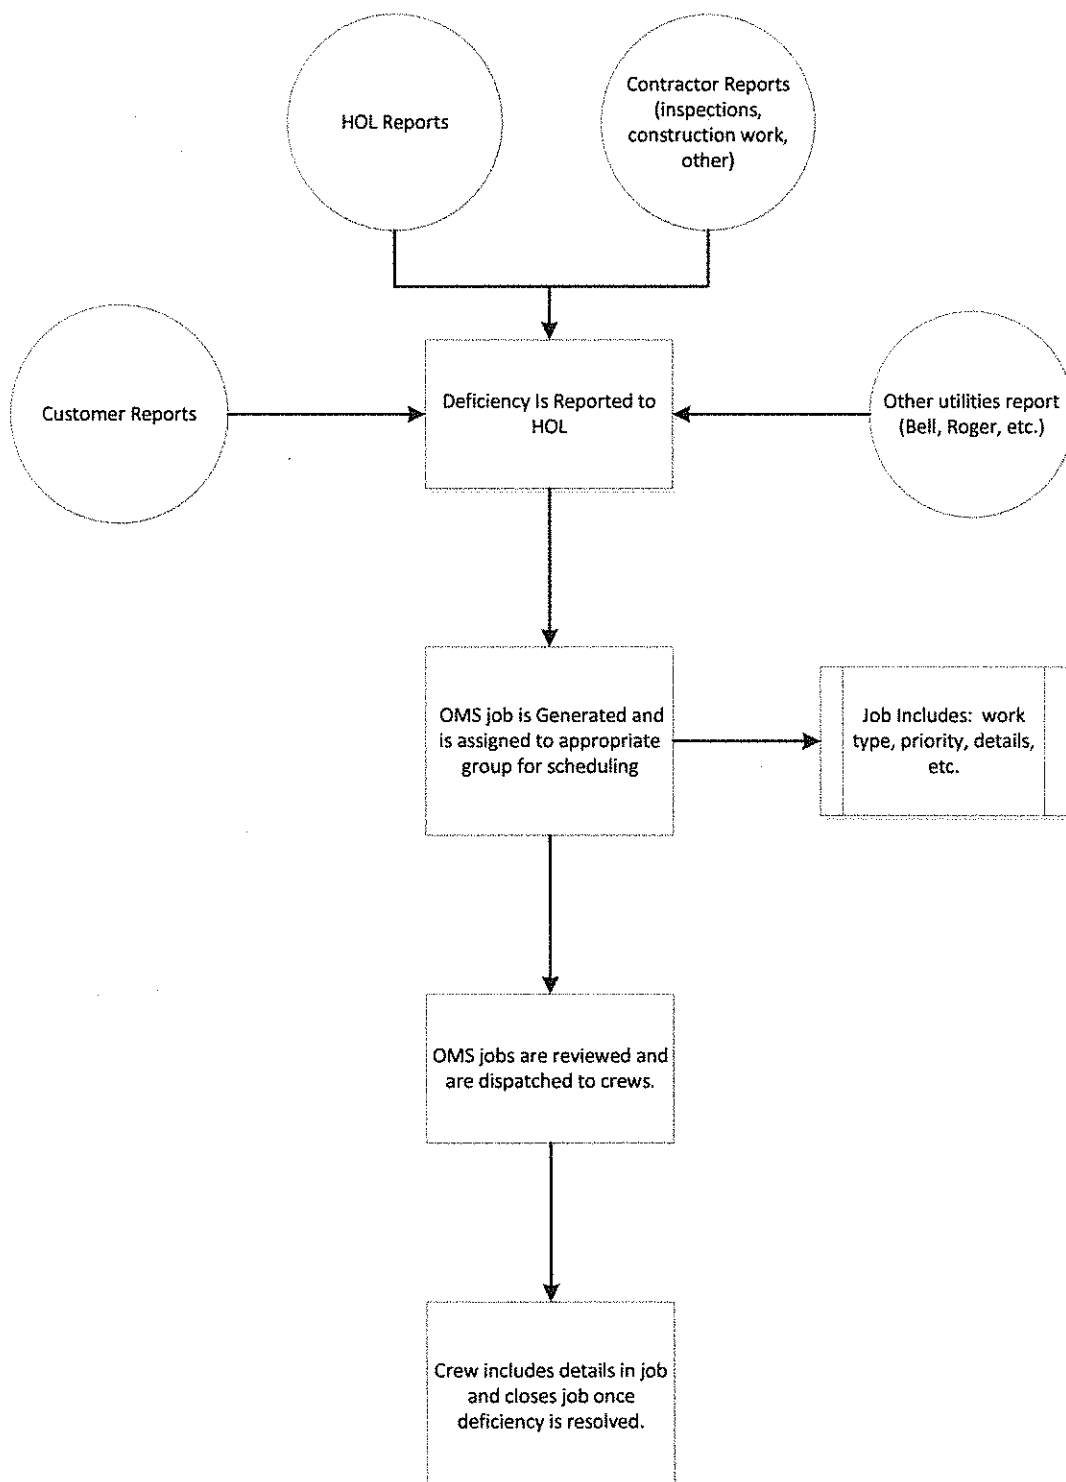 HOL Reports
Contractor Reports
(inspections,
construction work,
other)
Customer Reports
Deficiency Is Reported to
HOL
Other utilities report
(Bell, Roger, etc.)
OMS job is Generated and
is assigned to appropriate
group for scheduling
Job Includes: work
type, priority, details,
etc.
OMS jobs are reviewed and
are dispatched to crews.
Crew includes details in job
and closes job once
deficiency is resolved.